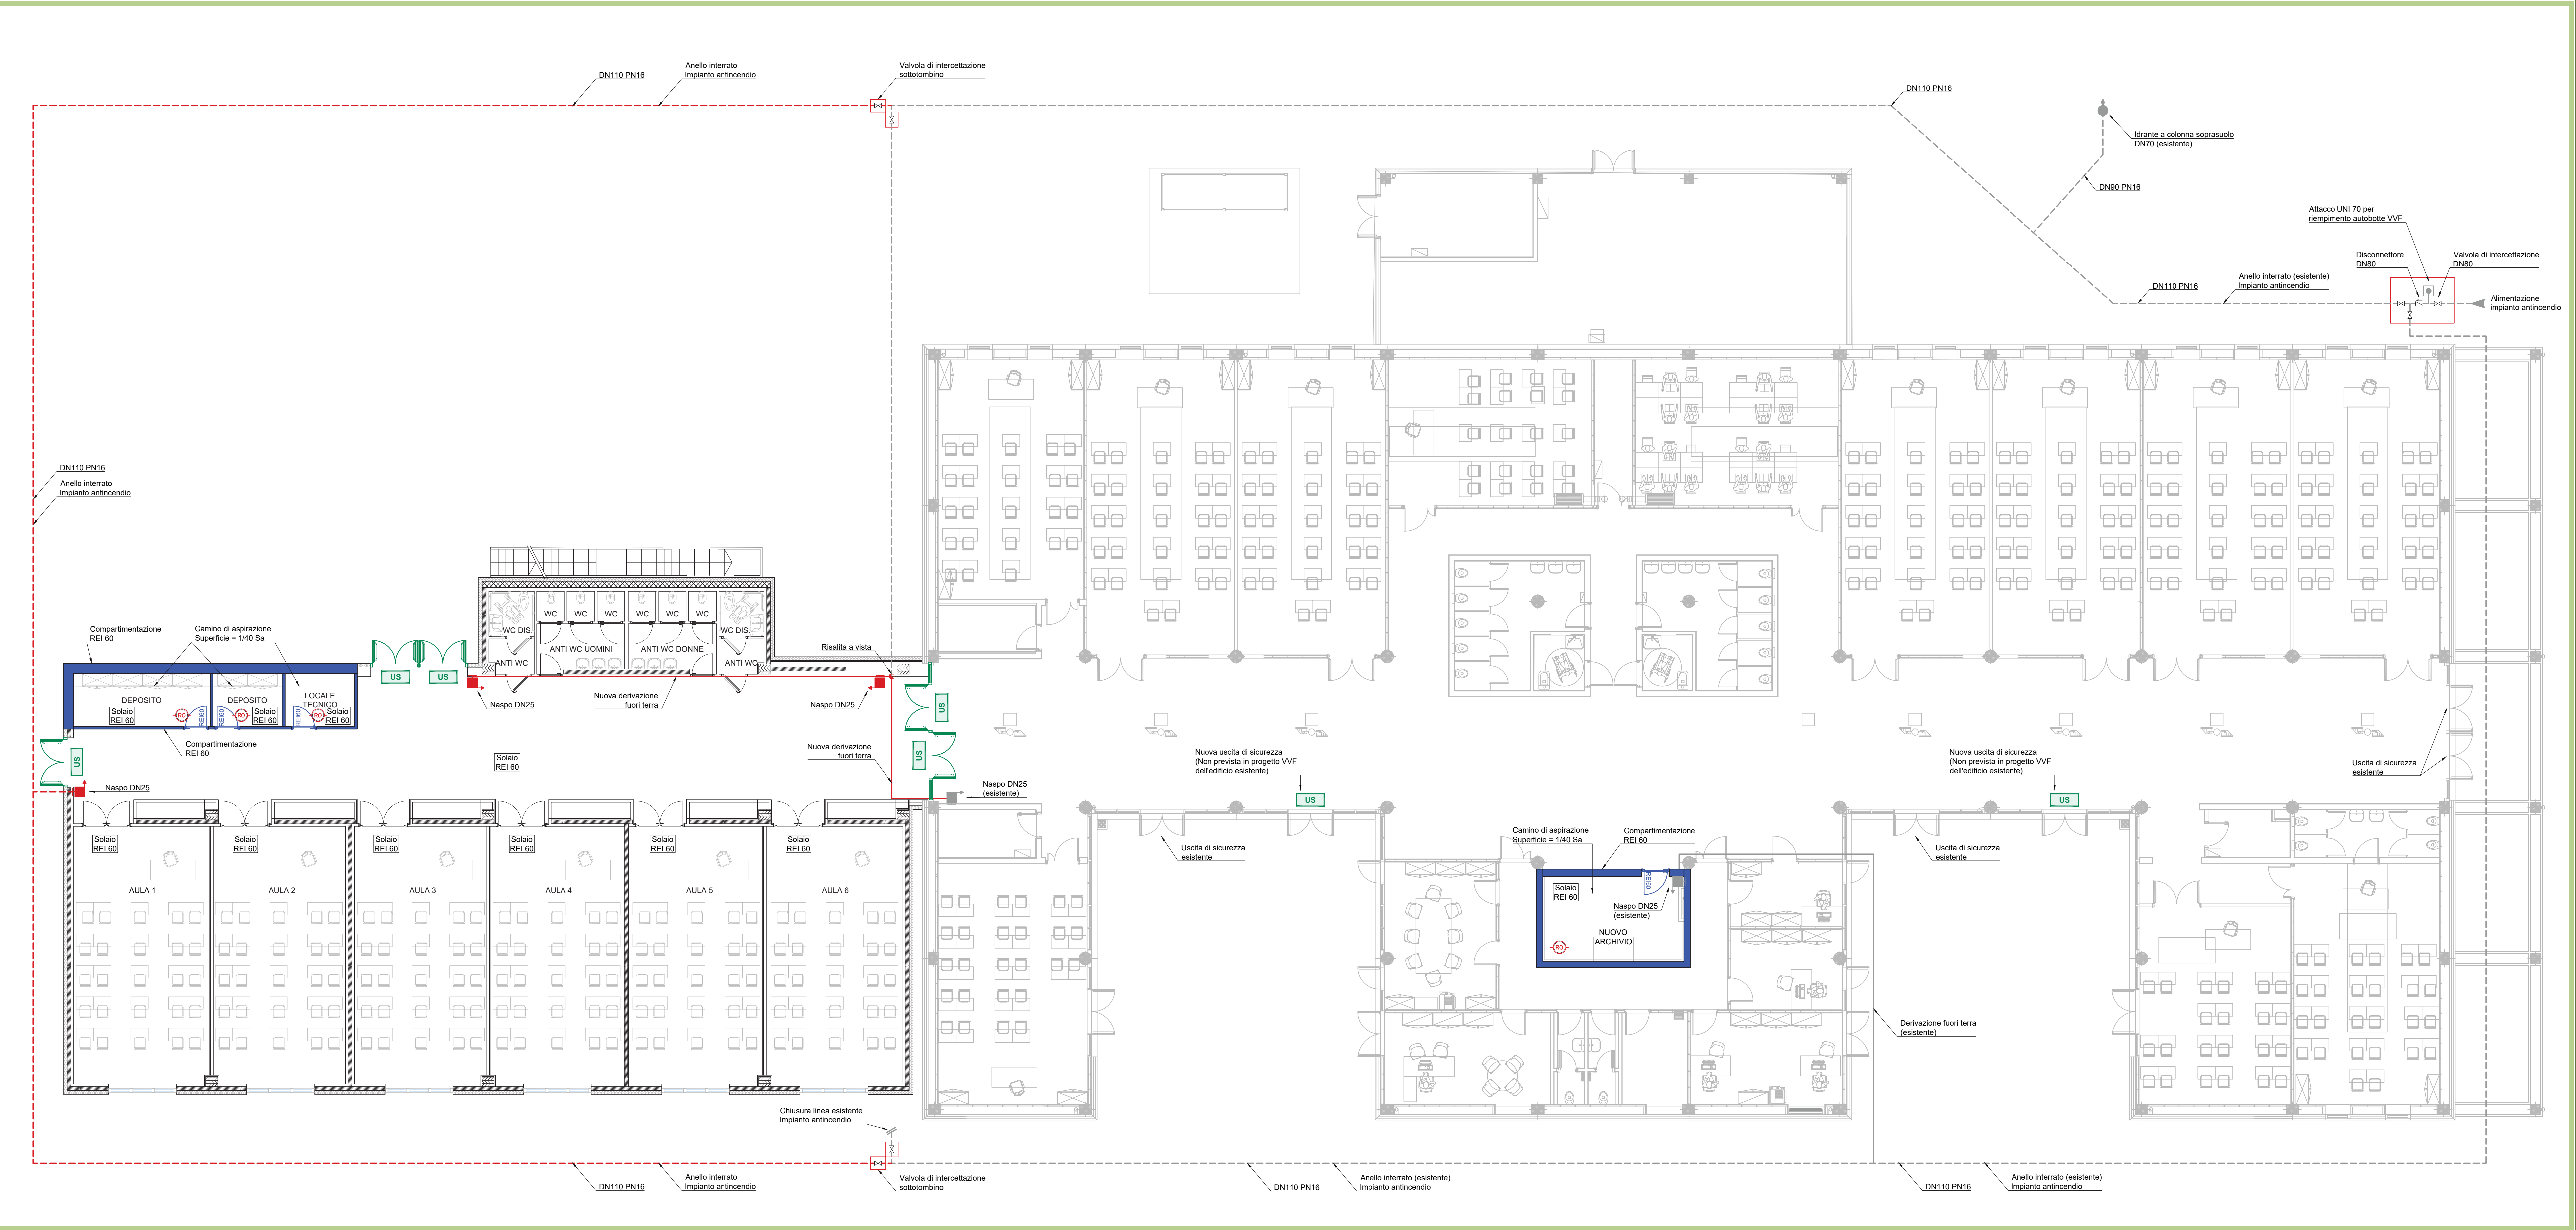 DN110 PN16
Anello interrato
Impianto antincendio
Valvola di intercettazione
sottotombino
DN110 PN16
Idrante a colonna soprasuolo
DN70 (esistente)
DN90 PN16
Attacco UNI 70 per
riempimento autobotte VVF
Disconnettore
DN80
Valvola di intercettazione
DN80
Anello interrato (esistente)
Impianto antincendio
DN110 PN16
Alimentazione
impianto antincendio
DN110 PN16
Anello interrato
Impianto antincendio
WC
WC
WC
WC
WC
WC
WC DIS.
WC DIS.
ANTI WC
ANTI WC UOMINI
ANTI WC DONNE
ANTI WC
Compartimentazione
REI 60
Camino di aspirazione
Superficie = 1/40 Sa
Risalita a vista
US
US
DEPOSITO
Solaio
REI 60
RO
REI60
DEPOSITO
REI60
RO
Solaio
REI 60
LOCALE
TECNICO
REI60
RO
Solaio
REI 60
Naspo DN25
Nuova derivazione
fuori terra
Naspo DN25
US
Compartimentazione
REI 60
Nuova derivazione
fuori terra
US
US
Solaio
REI 60
Naspo DN25
Naspo DN25
(esistente)
Nuova uscita di sicurezza
(Non prevista in progetto VVF
dell'edificio esistente)
US
Nuova uscita di sicurezza
(Non prevista in progetto VVF
dell'edificio esistente)
US
Uscita di sicurezza
esistente
Solaio
REI 60
Solaio
REI 60
Solaio
REI 60
Solaio
REI 60
Solaio
REI 60
Solaio
REI 60
AULA 1
AULA 2
AULA 3
AULA 4
AULA 5
AULA 6
Uscita di sicurezza
esistente
Camino di aspirazione
Superficie = 1/40 Sa
Compartimentazione
REI 60
Uscita di sicurezza
esistente
Solaio
REI 60
REI60
Naspo DN25
(esistente)
NUOVO
ARCHIVIO
RO
Derivazione fuori terra
(esistente)
Chiusura linea esistente
Impianto antincendio
DN110 PN16
Anello interrato
Impianto antincendio
Valvola di intercettazione
sottotombino
DN110 PN16
Anello interrato (esistente)
Impianto antincendio
DN110 PN16
Anello interrato (esistente)
Impianto antincendio